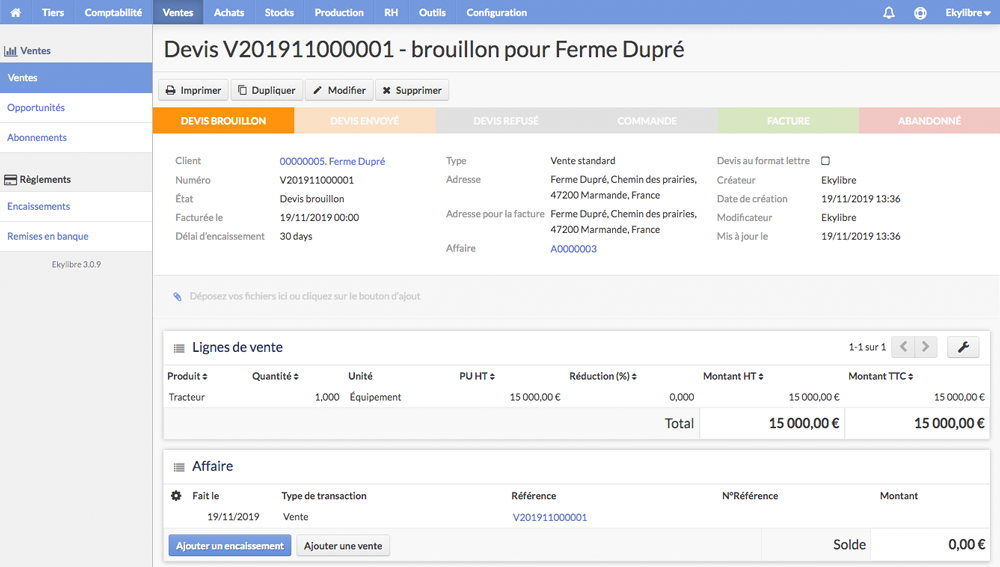 Tiers Comptabilité Ventes Achats Stocks Production RH Outils Configuration Ekylibre
Ventes
Ventes
Opportunités
Abonnements
Règlements
Encaissements
Remises en banque
Ekylibre 3.0.9
Devis V201911000001 - brouillon pour Ferme Dupré
Imprimer Dupliquer Modifier Supprimer
DEVIS BROUILLON DEVIS ENVOYÉ DEVIS REFUSÉ COMMANDE FACTURE ABANDONNÉ
Client 00000005. Ferme Dupré
Numéro V201911000001
État Devis brouillon
Facturée le 19/11/2019 00:00
Délai d'encaissement 30 days
Type Vente standard
Adresse Ferme Dupré, Chemin des prairies,
47200 Marmande, France
Adresse pour la facture Ferme Dupré, Chemin des prairies,
47200 Marmande, France
Affaire A0000003
Devis au format lettre
Créateur Ekylibre
Date de création 19/11/2019 13:36
Modificateur Ekylibre
Mis à jour le 19/11/2019 13:36
Déposez vos fichiers ici ou cliquez sur le bouton d'ajout
Lignes de vente 1-1 sur 1
Produit Quantité Unité PU HT Réduction (%) Montant HT Montant TTC
Tracteur 1,000 Équipement 15 000,00 € 0,000 15 000,00 € 15 000,00 €
Total 15 000,00 € 15 000,00 €
Affaire
Fait le Type de transaction Référence N°Référence Montant
19/11/2019 Vente V201911000001
Ajouter un encaissement Ajouter une vente Solde 0,00 €